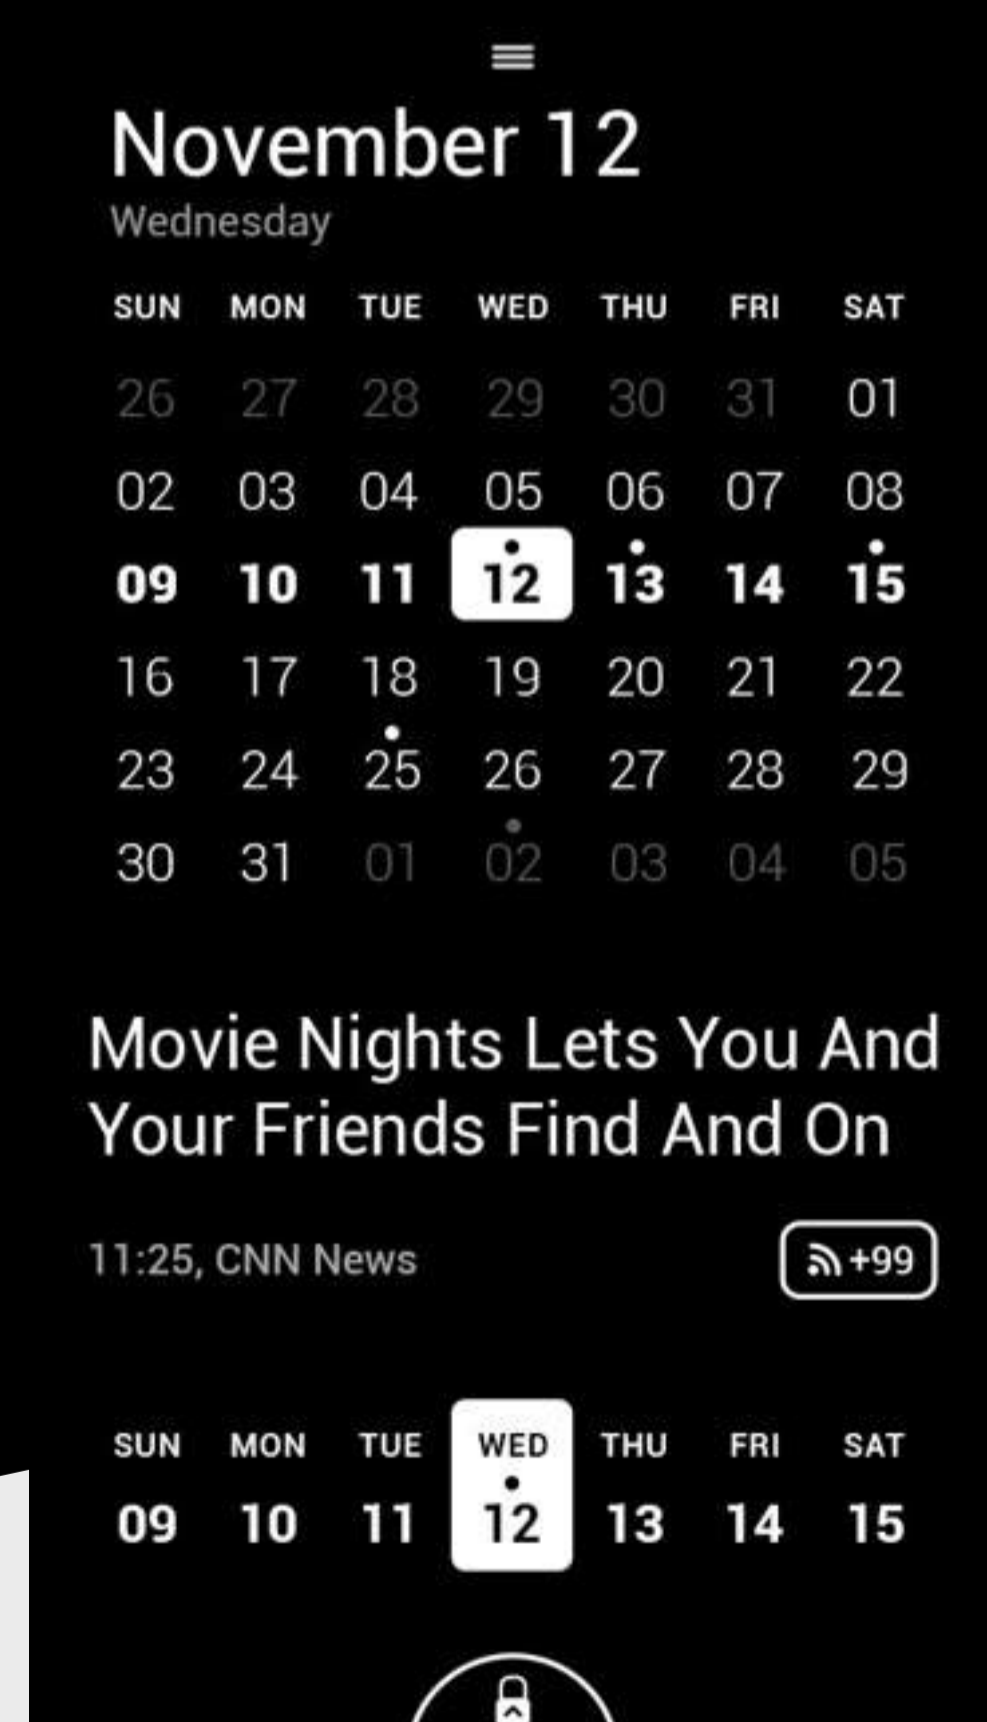 November 12
Wednesday
SUN MON TUE WED THU FRI SAT
26 27 28 29 30 31 01
02 03 04 05 06 07 08
09 10 11 12 13 14 15
16 17 18 19 20 21 22
23 24 25 26 27 28 29
30 31 01 02 03 04 05
Movie Nights Lets You And
Your Friends Find And On
11:25, CNN News +99
SUN MON TUE WED THU FRI SAT
09 10 11 12 13 14 15